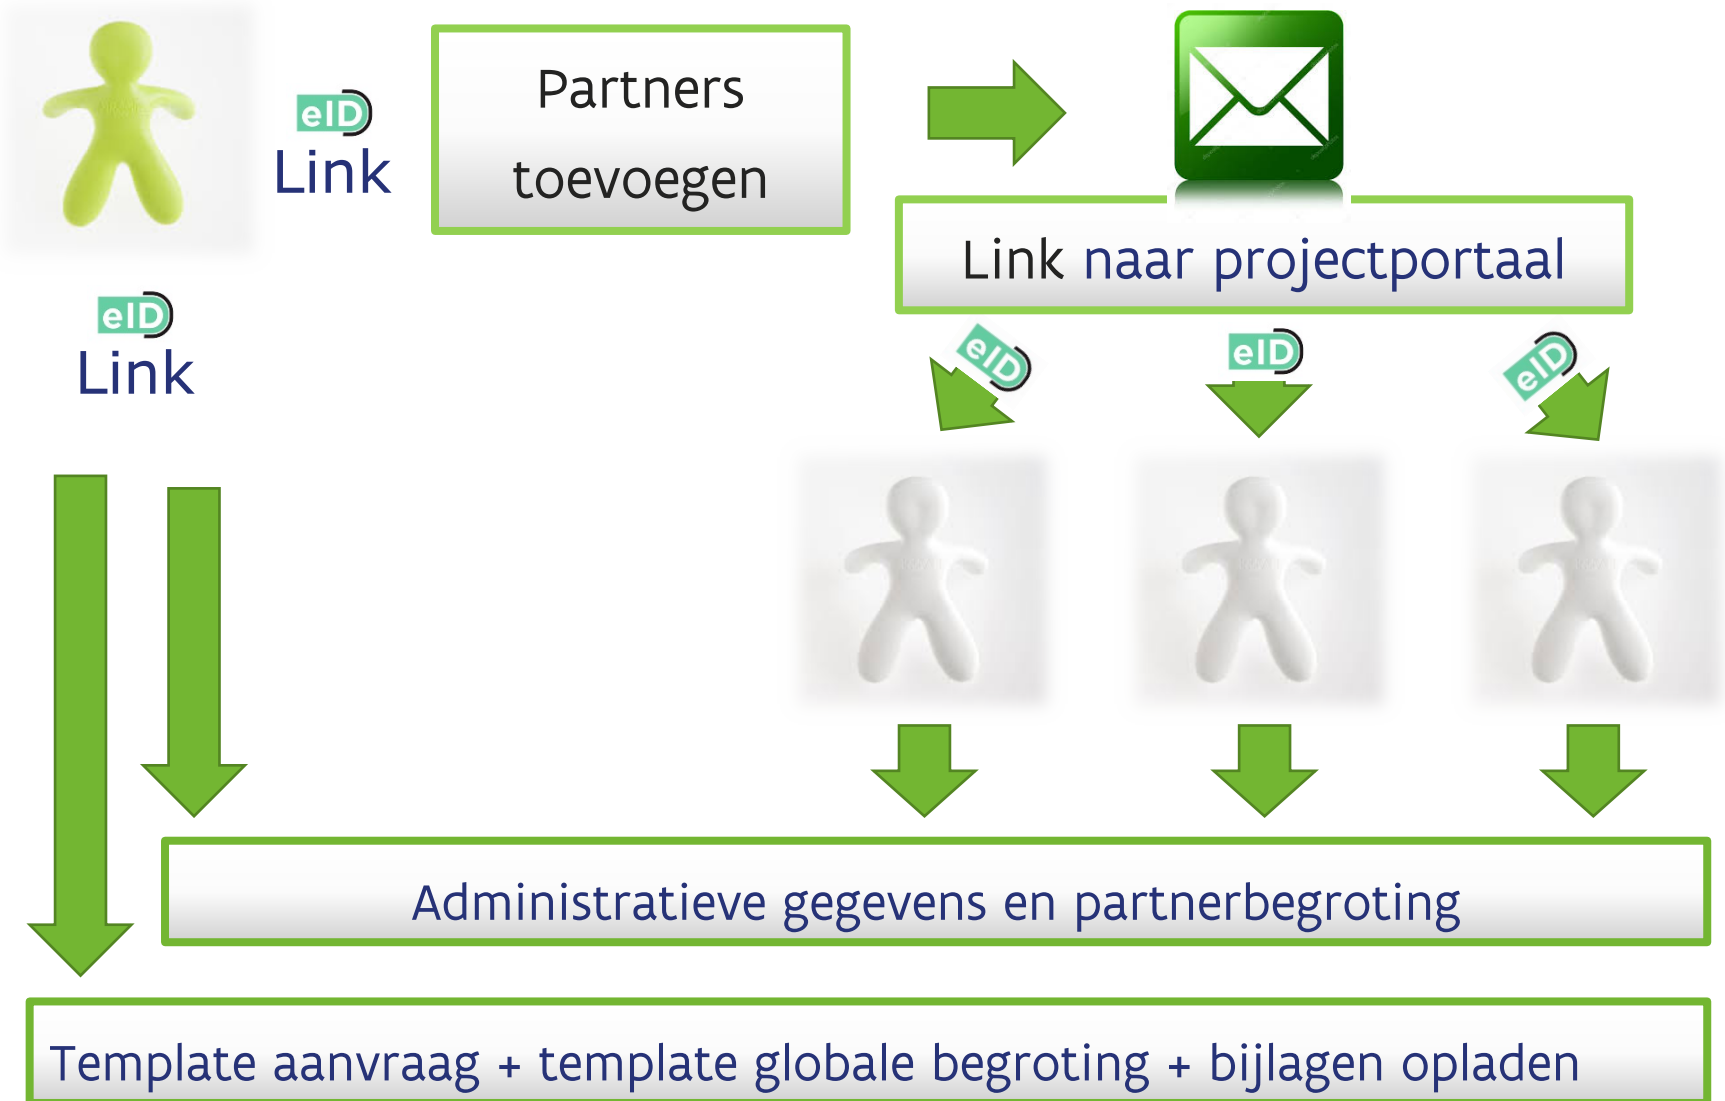 eID
Link
Partners
toevoegen
Link naar projectportaal
eID
Link
eID
eID
eID
Administratieve gegevens en partnerbegroting
Template aanvraag + template globale begroting + bijlagen opladen